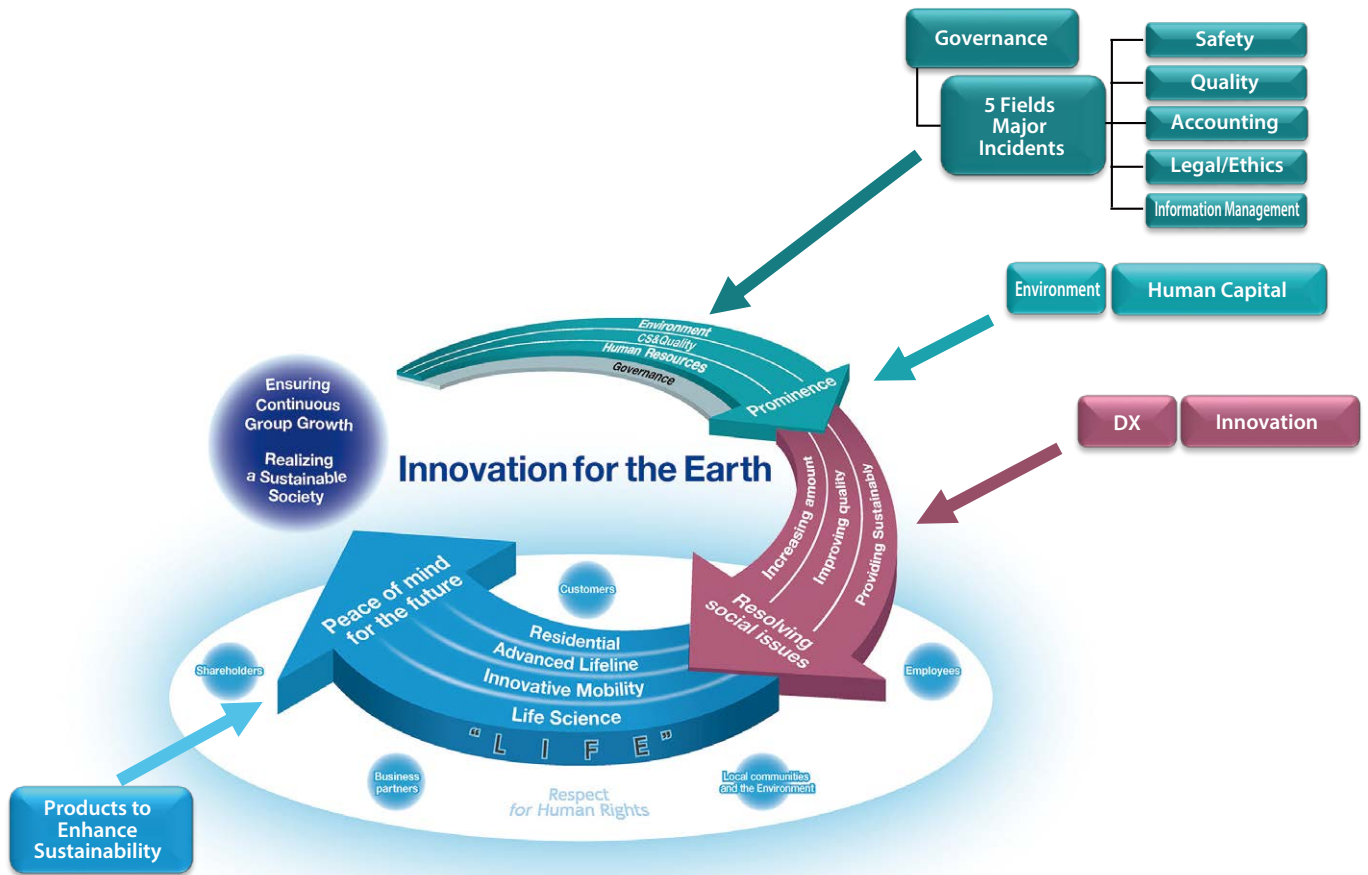 Governance
5 Fields
Major
Incidents
Safety
Quality
Accounting
Legal/Ethics
Information Management
Environment
Human Capital
DX
Innovation
Environment
CS&Quality
Human Resources
Governance
Prominence
Ensuring
Continuous
Group Growth
Realizing
a Sustainable
Society
Innovation for the Earth
Increasing amount
Improving quality
Providing Sustainably
Resolving
social issues
Peace of mind
for the future
Residential
Advanced Lifeline
Innovative Mobility
Life Science
"LIFE"
Customers
Shareholders
Employees
Business
partners
Local communities
and the Environment
Respect
for Human Rights
Products to
Enhance
Sustainability